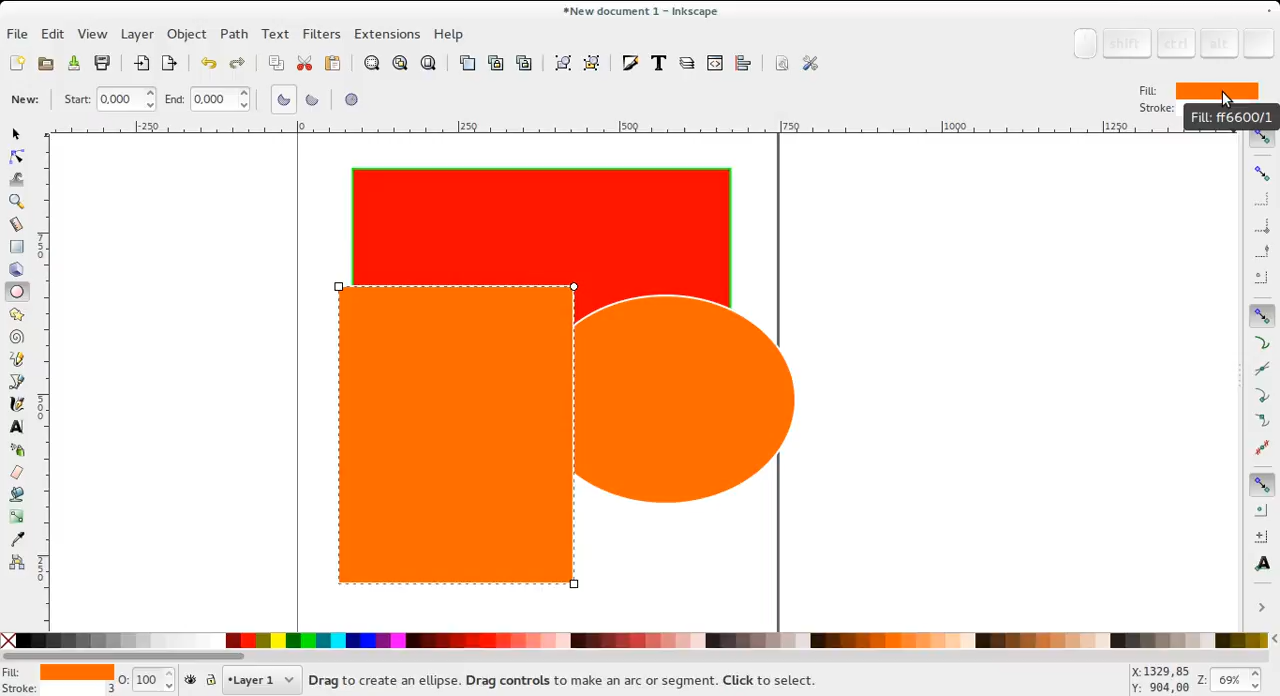 *New document 1 – Inkscape
File Edit View Layer Object Path Text Filters Extensions Help
shift ctrl alt
New: Start: 0,000 End: 0,000
Fill:
Stroke:
Fill: ff6600/1
-250 0 250 500 750 1000 1250
750
500
250
Fill:
Stroke: 3
O: 100 •Layer 1 Drag to create an ellipse. Drag controls to make an arc or segment. Click to select.
X: 1329,85
Y: 904,00
Z: 69%